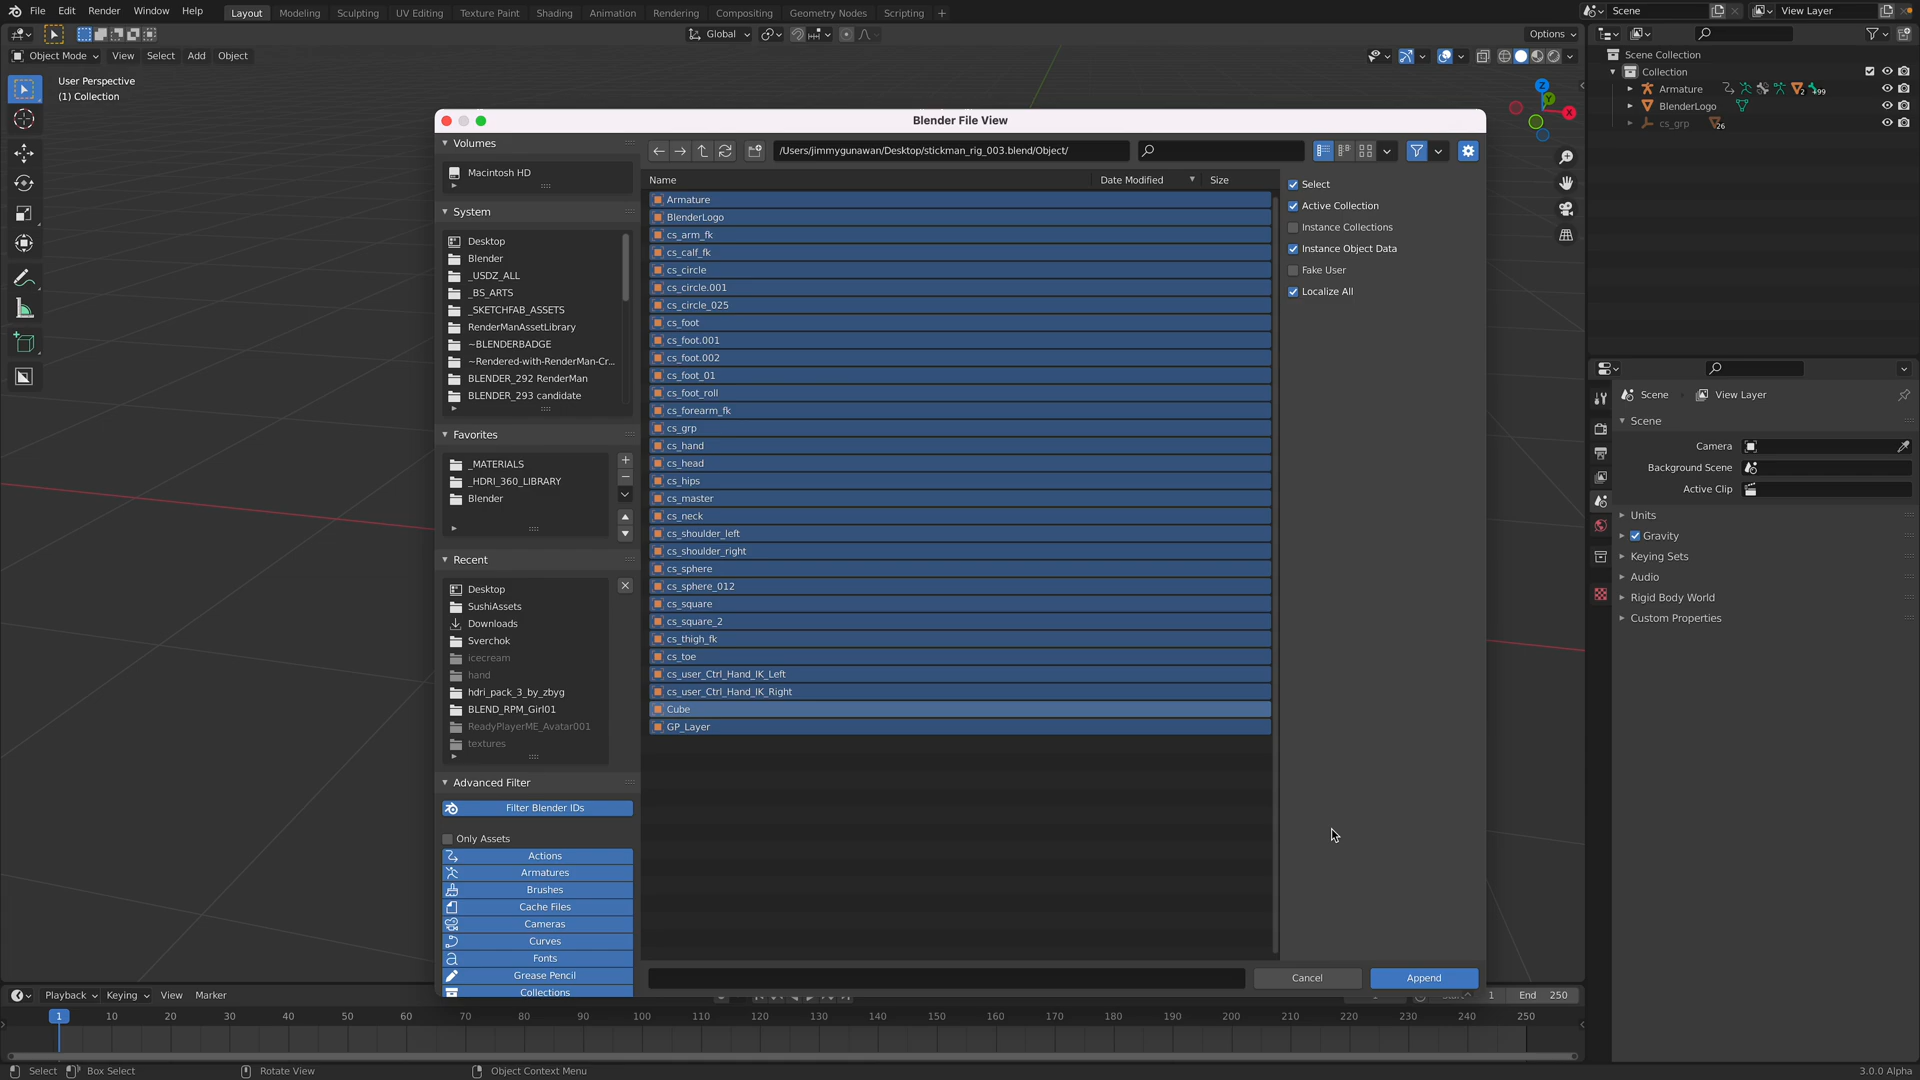 File Edit Render Window Help Layout Modeling Sculpting UV Editing Texture Paint Shading Animation Rendering Compositing Geometry Nodes Scripting + Scene View Layer
Global Options
Object Mode View Select Add Object
User Perspective
(1) Collection
Z
Y
X
Scene Collection
Collection
Armature 2 99
BlenderLogo
cs_grp 26
Blender File View
Volumes
Macintosh HD
System
Desktop
Blender
_USDZ_ALL
_BS_ARTS
_SKETCHFAB_ASSETS
RenderManAssetLibrary
~BLENDERBADGE
~Rendered-with-RenderMan-Cr...
BLENDER_292 RenderMan
BLENDER_293 candidate
Favorites
_MATERIALS
_HDRI_360_LIBRARY
Blender
Recent
Desktop
SushiAssets
Downloads
Sverchok
icecream
hand
hdri_pack_3_by_zbyg
BLEND_RPM_Girl01
ReadyPlayerME_Avatar001
textures
Advanced Filter
Filter Blender IDs
Only Assets
Actions
Armatures
Brushes
Cache Files
Cameras
Curves
Fonts
Grease Pencil
Collections
/Users/jimmygunawan/Desktop/stickman_rig_003.blend/Object/
Name Date Modified Size
Armature
BlenderLogo
cs_arm_fk
cs_calf_fk
cs_circle
cs_circle.001
cs_circle_025
cs_foot
cs_foot.001
cs_foot.002
cs_foot_01
cs_foot_roll
cs_forearm_fk
cs_grp
cs_hand
cs_head
cs_hips
cs_master
cs_neck
cs_shoulder_left
cs_shoulder_right
cs_sphere
cs_sphere_012
cs_square
cs_square_2
cs_thigh_fk
cs_toe
cs_user_Ctrl_Hand_IK_Left
cs_user_Ctrl_Hand_IK_Right
Cube
GP_Layer
Select
Active Collection
Instance Collections
Instance Object Data
Fake User
Localize All
Cancel Append
Scene View Layer
Scene
Camera
Background Scene
Active Clip
Units
Gravity
Keying Sets
Audio
Rigid Body World
Custom Properties
Playback Keying View Marker 1 End 250
1 10 20 30 40 50 60 70 80 90 100 110 120 130 140 150 160 170 180 190 200 210 220 230 240 250
Select Box Select Rotate View Object Context Menu 3.0.0 Alpha